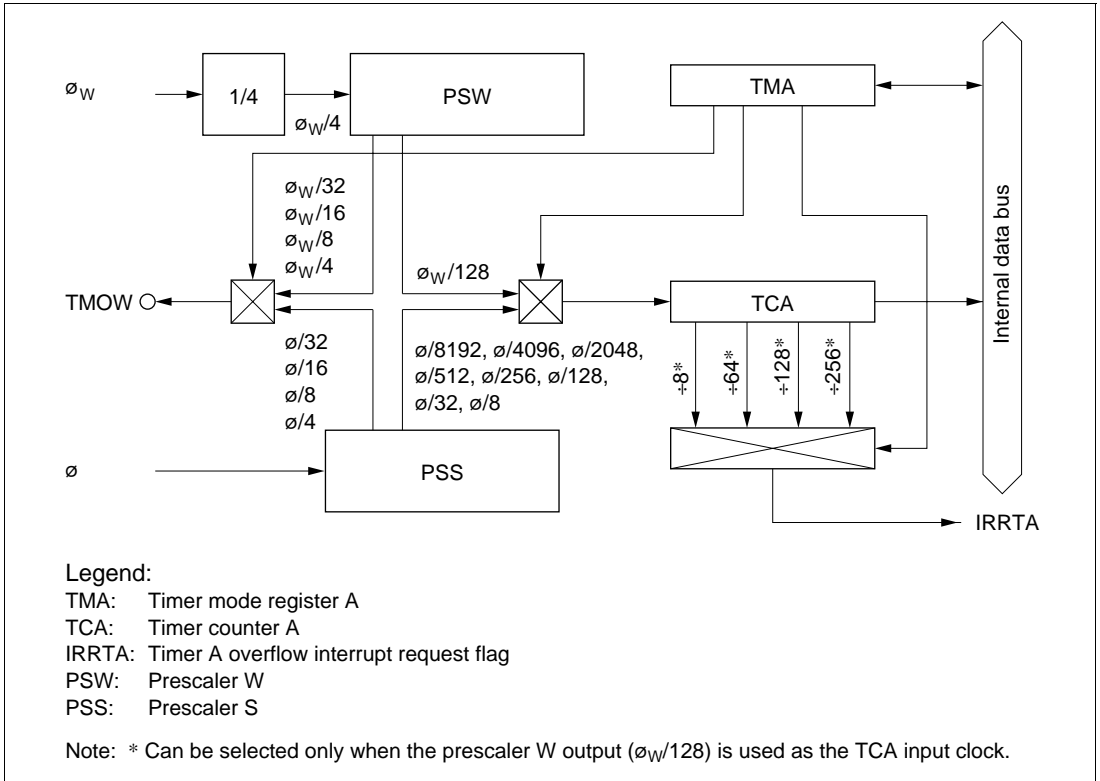 øW
1/4
øW/4
PSW
TMA
øW/32
øW/16
øW/8
øW/4
øW/128
TMOW
TCA
Internal data bus
ø/32
ø/16
ø/8
ø/4
ø/8192, ø/4096, ø/2048,
ø/512, ø/256, ø/128,
ø/32, ø/8
÷8*
÷64*
÷128*
÷256*
ø
PSS
IRRTA
Legend:
TMA: Timer mode register A
TCA: Timer counter A
IRRTA: Timer A overflow interrupt request flag
PSW: Prescaler W
PSS: Prescaler S
Note: * Can be selected only when the prescaler W output (øW/128) is used as the TCA input clock.